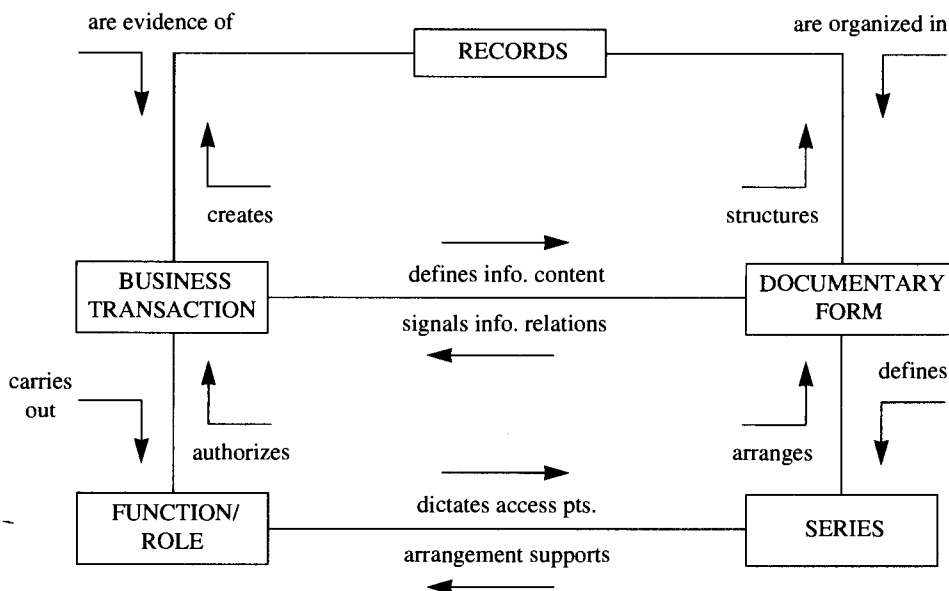 are evidence of
RECORDS
are organized in
creates
structures
BUSINESS
TRANSACTION
defines info. content
signals info. relations
DOCUMENTARY
FORM
carries
out
authorizes
arranges
defines
FUNCTION/
ROLE
dictates access pts.
arrangement supports
SERIES